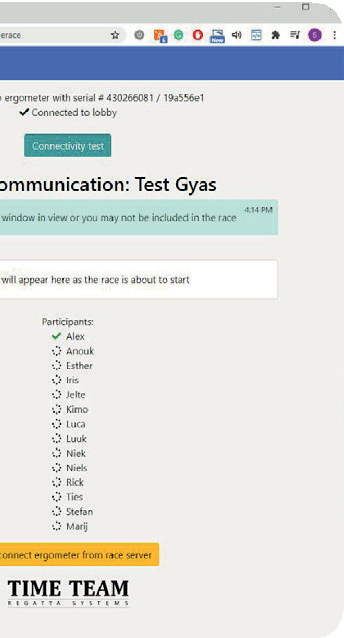 erace
New
S
ergometer with serial # 430266081 / 19a556e1
Connected to lobby
Connectivity test
ommunication: Test Gyas
window in view or you may not be included in the race
4:14 PM
will appear here as the race is about to start
Participants:
Alex
Anouk
Esther
Iris
Jelte
Kimo
Luca
Luuk
Niek
Niels
Rick
Ties
Stefan
Marij
onnect ergometer from race server
TIME TEAM
REGATTA SYSTEMS